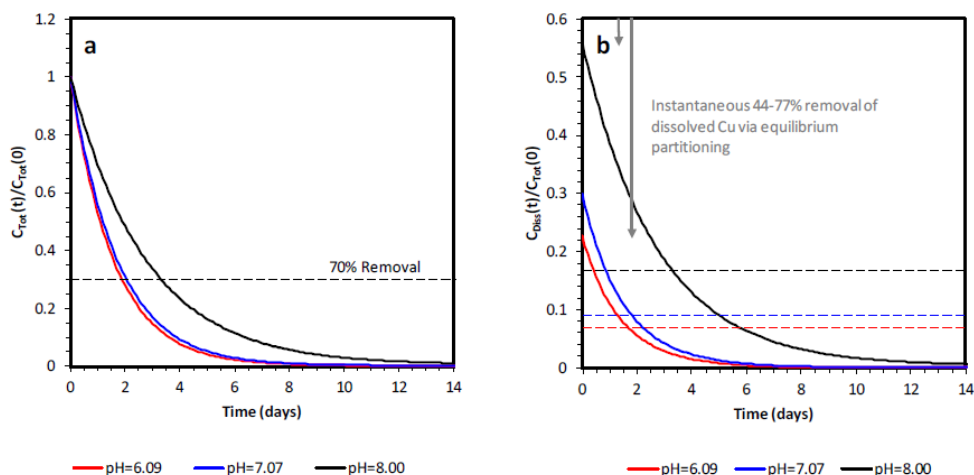 a
1.2
1
0.8
0.6
0.4
0.2
0
C_Tot(t)/C_Tot(0)
70% Removal
0 2 4 6 8 10 12 14
Time (days)
pH=6.09 pH=7.07 pH=8.00
b
0.6
0.5
0.4
0.3
0.2
0.1
0
C_Diss(t)/C_Tot(0)
Instantaneous 44-77% removal of
dissolved Cu via equilibrium
partitioning
0 2 4 6 8 10 12 14
Time (days)
pH=6.09 pH=7.07 pH=8.00